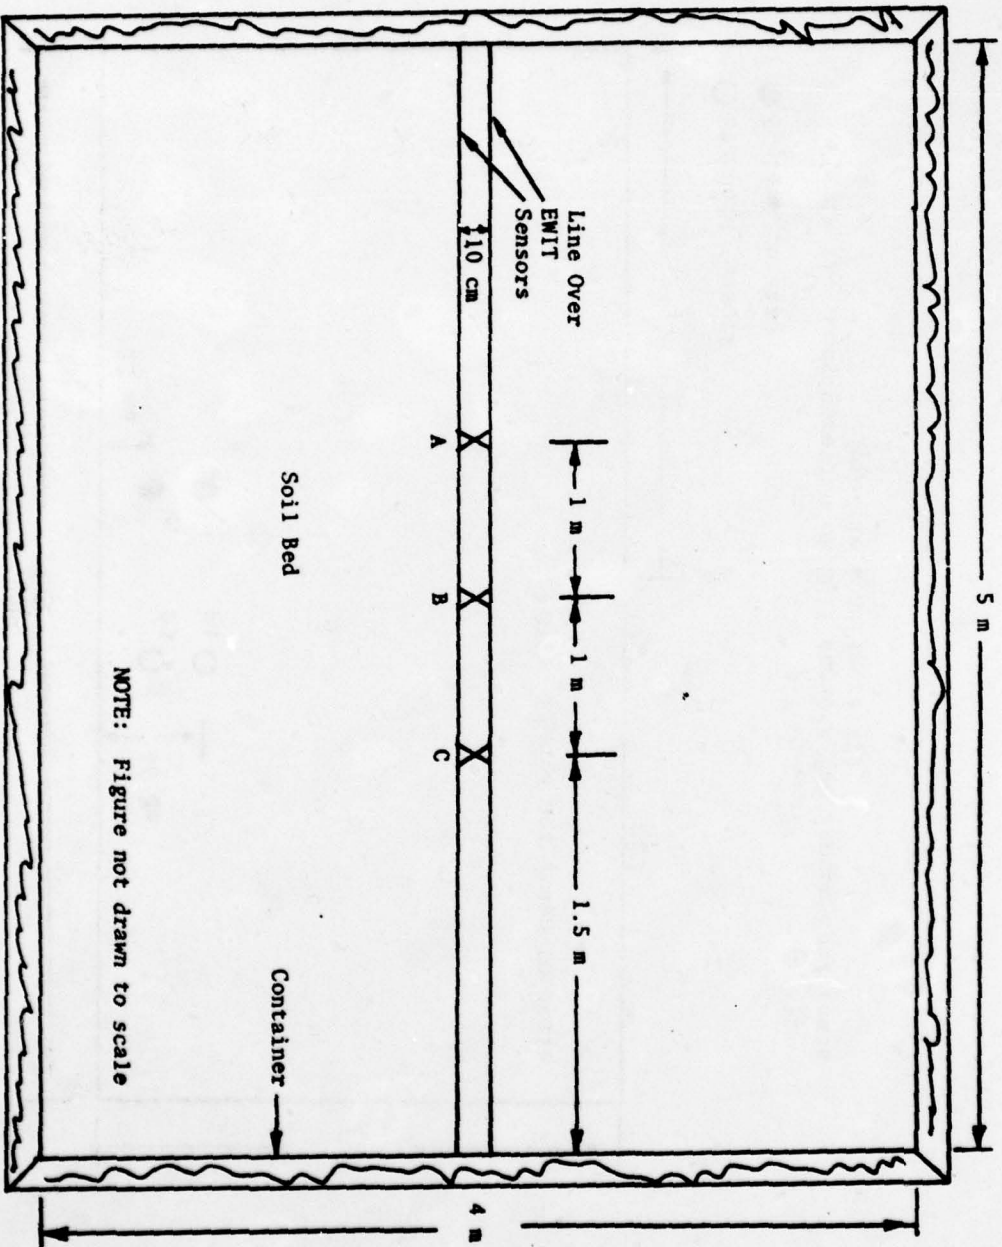 5 m
4 m
Line Over
EWIT
Sensors
10 cm
1 m
1 m
1.5 m
A
B
C
Soil Bed
Container
NOTE: Figure not drawn to scale